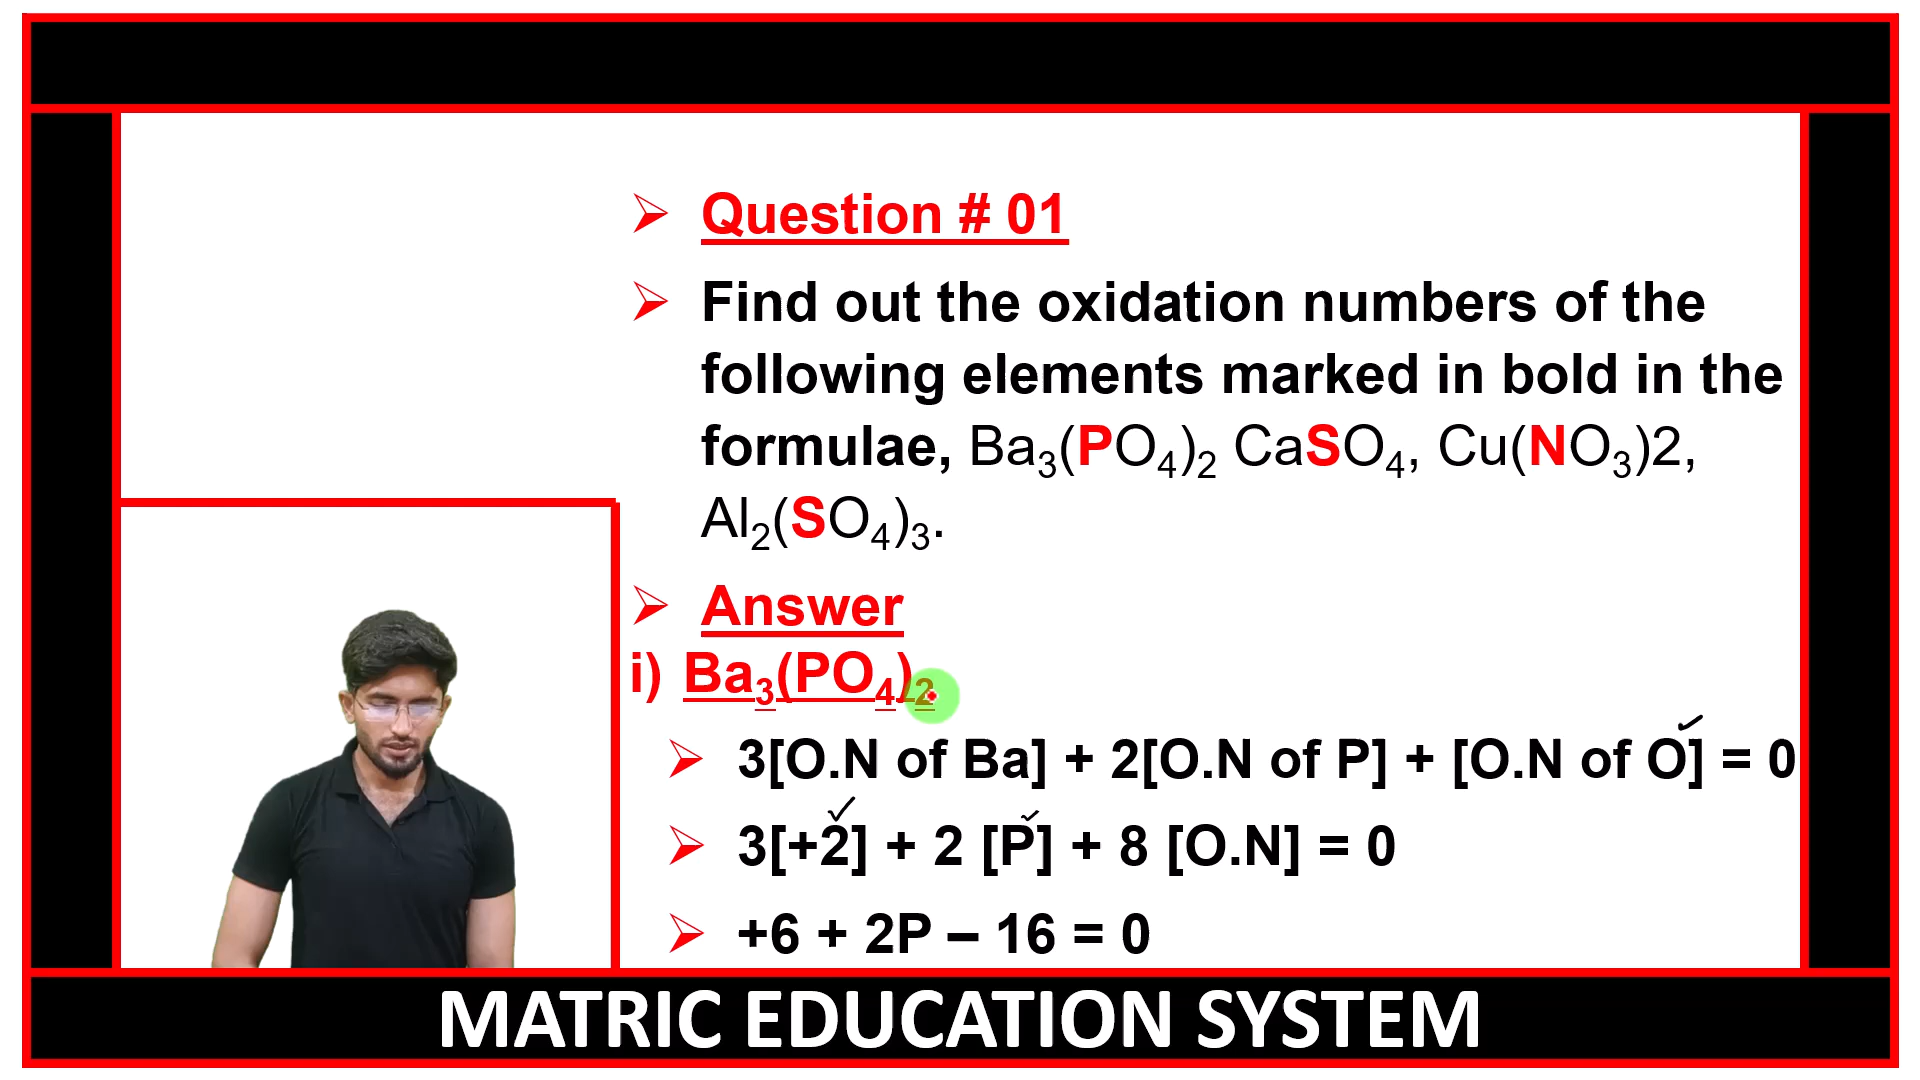 Question # 01
Find out the oxidation numbers of the
following elements marked in bold in the
formulae, Ba₃(PO₄)₂ CaSO₄, Cu(NO₃)2,
Al₂(SO₄)₃.
Answer
i) Ba₃(PO₄)₂
3[O.N of Ba] + 2[O.N of P] + [O.N of O] = 0
3[+2] + 2 [P] + 8 [O.N] = 0
+6 + 2P – 16 = 0
MATRIC EDUCATION SYSTEM